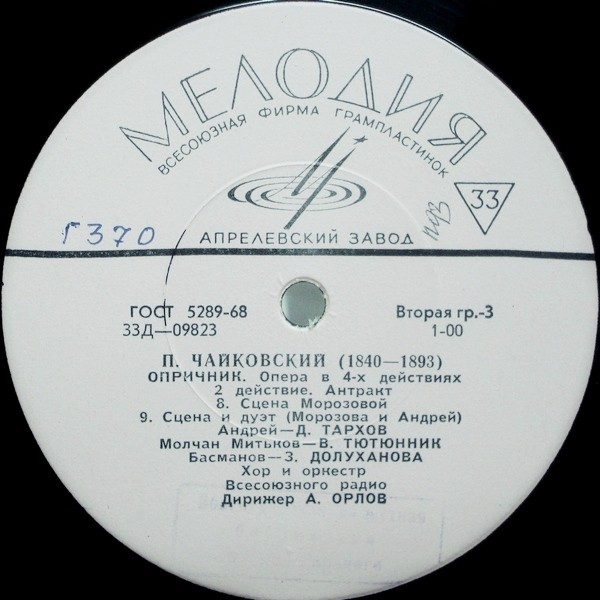 МЕЛОДИЯ
ВСЕСОЮЗНАЯ ФИРМА ГРАМПЛАСТИНОК
33
Г370
АПРЕЛЕВСКИЙ ЗАВОД
ГОСТ 5289-68
Вторая гр.-3
33Д—09823
1-00
П. ЧАЙКОВСКИЙ (1840—1893)
ОПРИЧНИК. Опера в 4-х действиях
2 действие. Антракт
8. Сцена Морозовой
9. Сцена и дуэт (Морозова и Андрей)
Андрей—Д. ТАРХОВ
Молчан Митьков—В. ТЮТЮННИК
Басманов—З. ДОЛУХАНОВА
Хор и оркестр
Всесоюзного радио
Дирижер А. ОРЛОВ